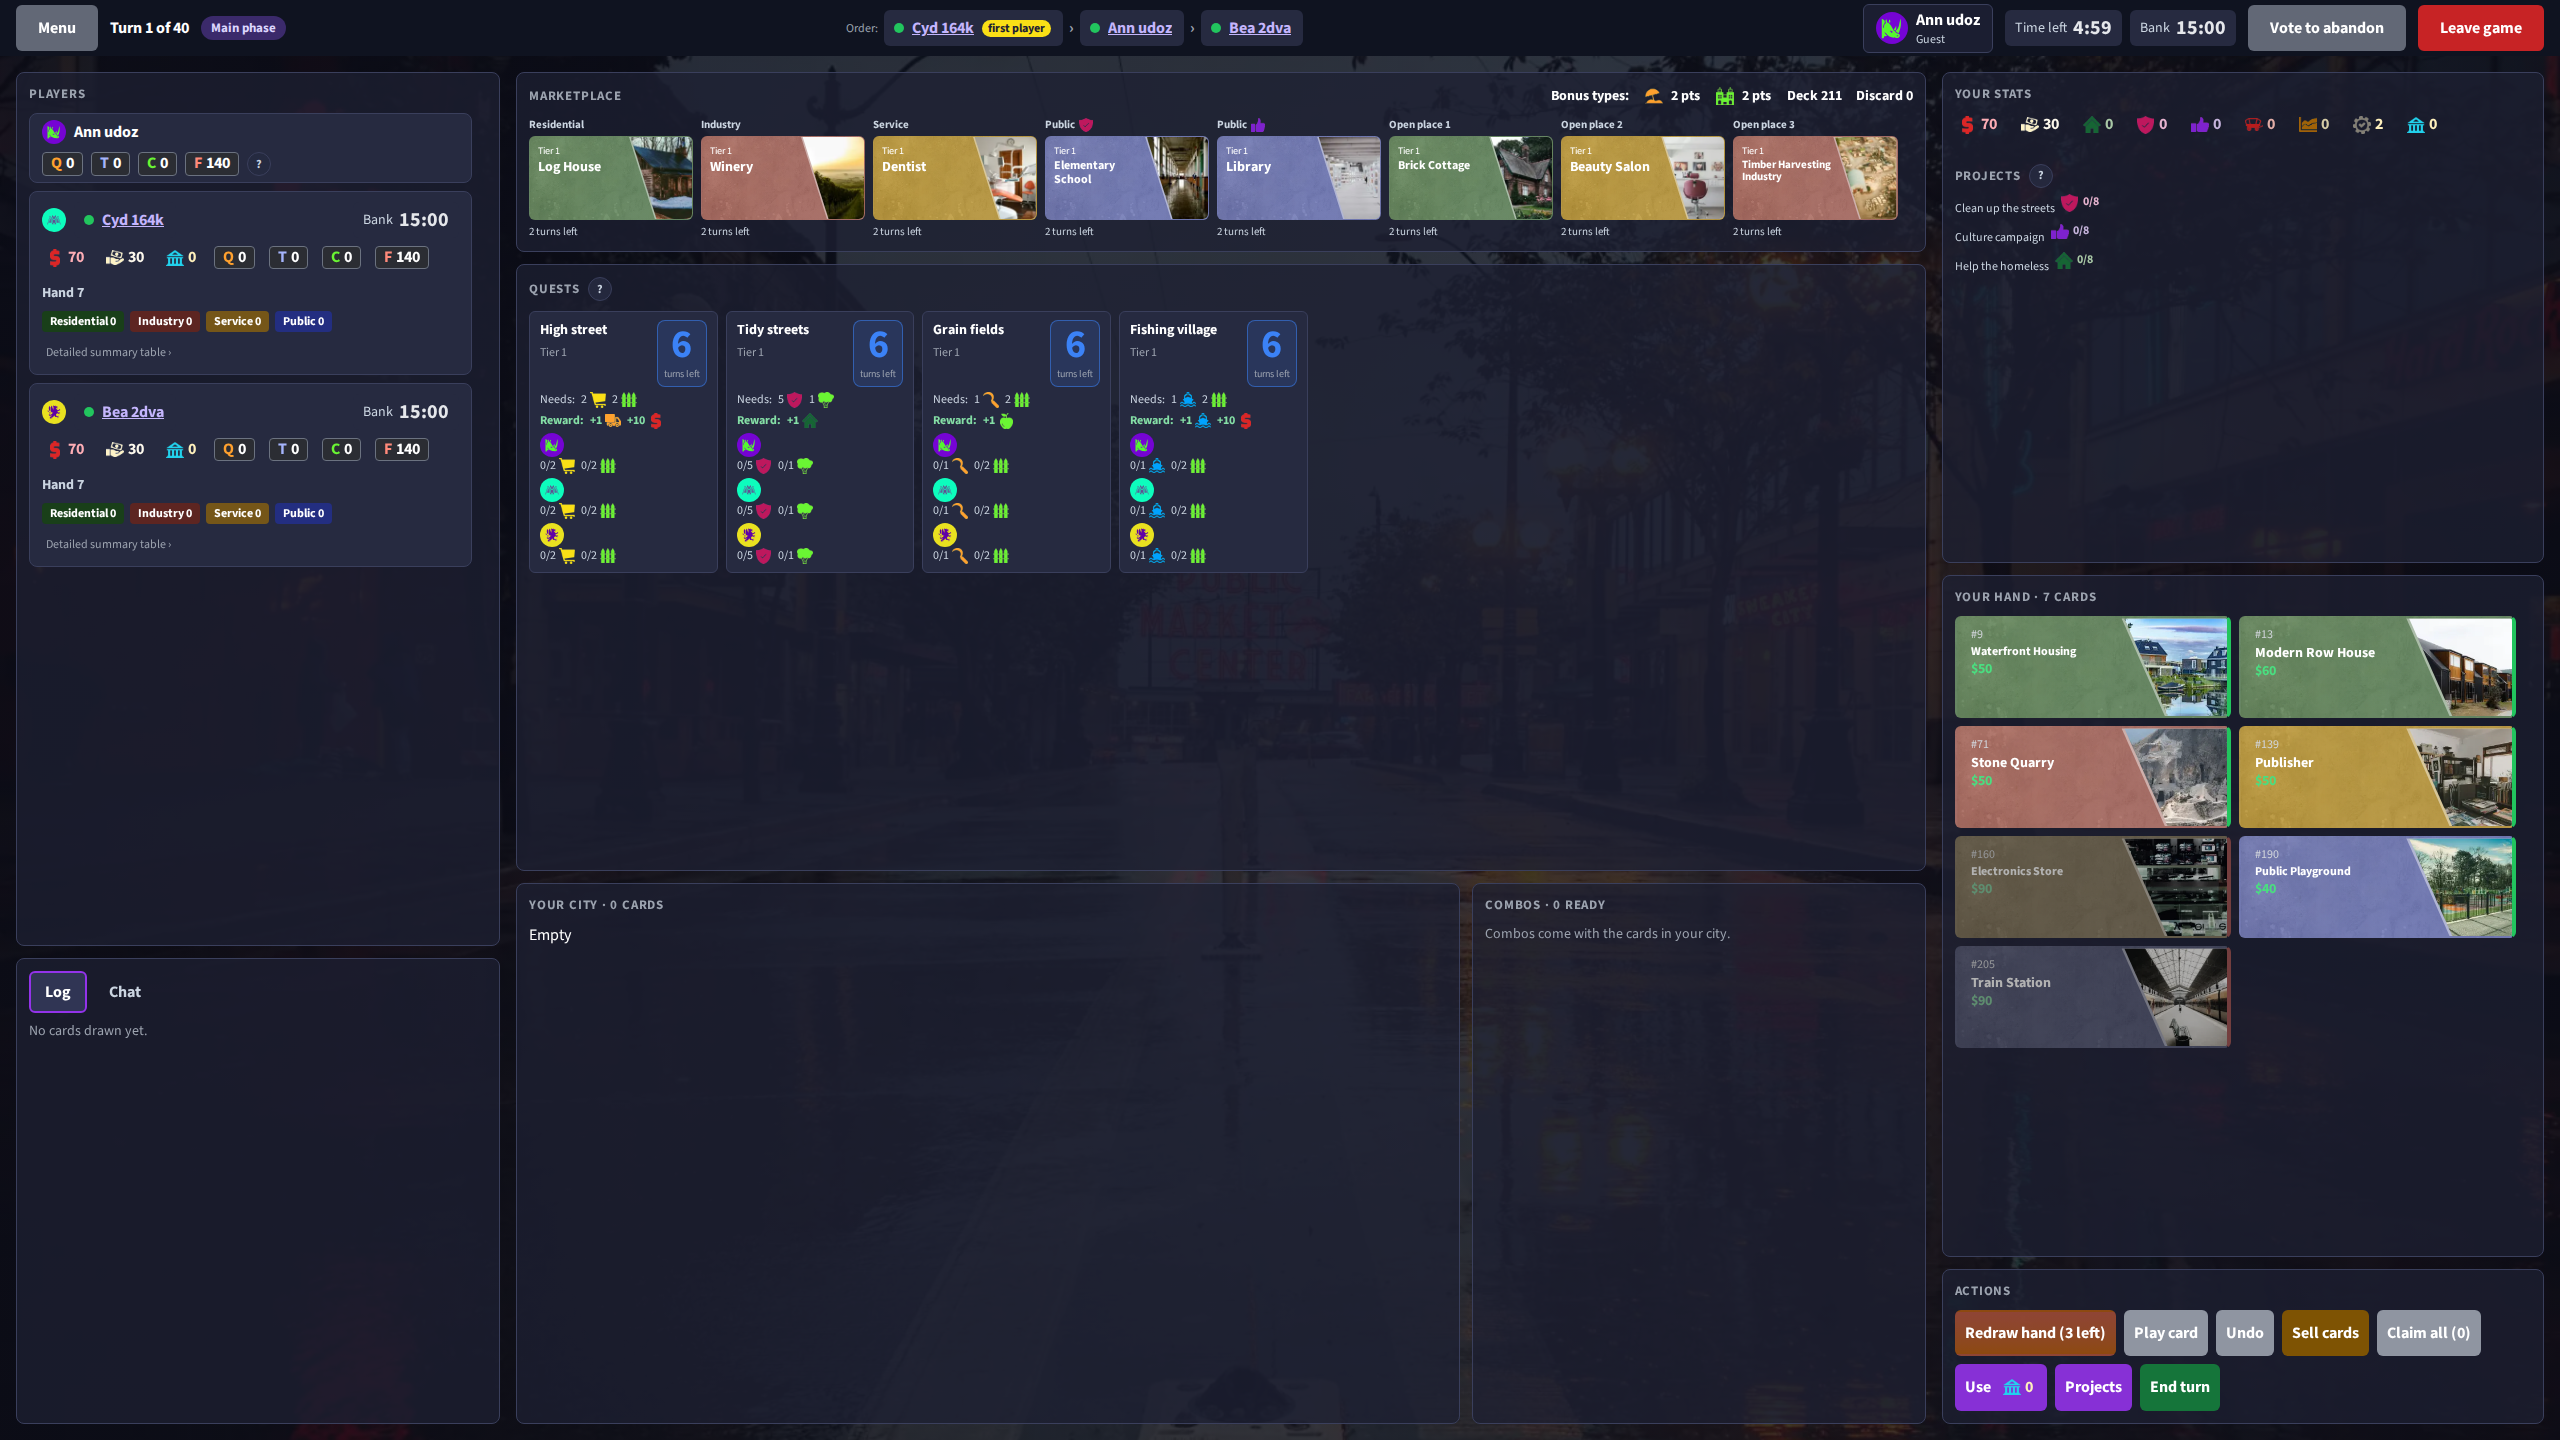 Menu
Turn 1 of 40
Main phase
Order:
Cyd 164k
first player
›
Ann udoz
›
Bea 2dva
Ann udoz
Guest
Time left 4:59
Bank 15:00
Vote to abandon
Leave game
PLAYERS
Ann udoz
Q 0
T 0
C 0
F 140
?
Cyd 164k
Bank 15:00
70
30
0
Q 0
T 0
C 0
F 140
Hand 7
Residential 0
Industry 0
Service 0
Public 0
Detailed summary table ›
Bea 2dva
Bank 15:00
70
30
0
Q 0
T 0
C 0
F 140
Hand 7
Residential 0
Industry 0
Service 0
Public 0
Detailed summary table ›
Log
Chat
No cards drawn yet.
MARKETPLACE
Bonus types:
2 pts
2 pts
Deck 211
Discard 0
Residential
Tier 1
Log House
2 turns left
Industry
Tier 1
Winery
2 turns left
Service
Tier 1
Dentist
2 turns left
Public
Tier 1
Elementary
School
2 turns left
Public
Tier 1
Library
2 turns left
Open place 1
Tier 1
Brick Cottage
2 turns left
Open place 2
Tier 1
Beauty Salon
2 turns left
Open place 3
Tier 1
Timber Harvesting
Industry
2 turns left
QUESTS
?
High street
Tier 1
6
turns left
Needs: 2 2
Reward: +1 +10
0/2 0/2
0/2 0/2
0/2 0/2
Tidy streets
Tier 1
6
turns left
Needs: 5 1
Reward: +1
0/5 0/1
0/5 0/1
0/5 0/1
Grain fields
Tier 1
6
turns left
Needs: 1 2
Reward: +1
0/1 0/2
0/1 0/2
0/1 0/2
Fishing village
Tier 1
6
turns left
Needs: 1 2
Reward: +1 +10
0/1 0/2
0/1 0/2
0/1 0/2
PUBLIC
MARKET
CENTER
YOUR CITY · 0 CARDS
Empty
COMBOS · 0 READY
Combos come with the cards in your city.
YOUR STATS
70
30
0
0
0
0
0
2
0
PROJECTS
?
Clean up the streets 0/8
Culture campaign 0/8
Help the homeless 0/8
YOUR HAND · 7 CARDS
#9
Waterfront Housing
$50
#13
Modern Row House
$60
#71
Stone Quarry
$50
#139
Publisher
$50
#160
Electronics Store
$90
#190
Public Playground
$40
#205
Train Station
$90
ACTIONS
Redraw hand (3 left)
Play card
Undo
Sell cards
Claim all (0)
Use 0
Projects
End turn